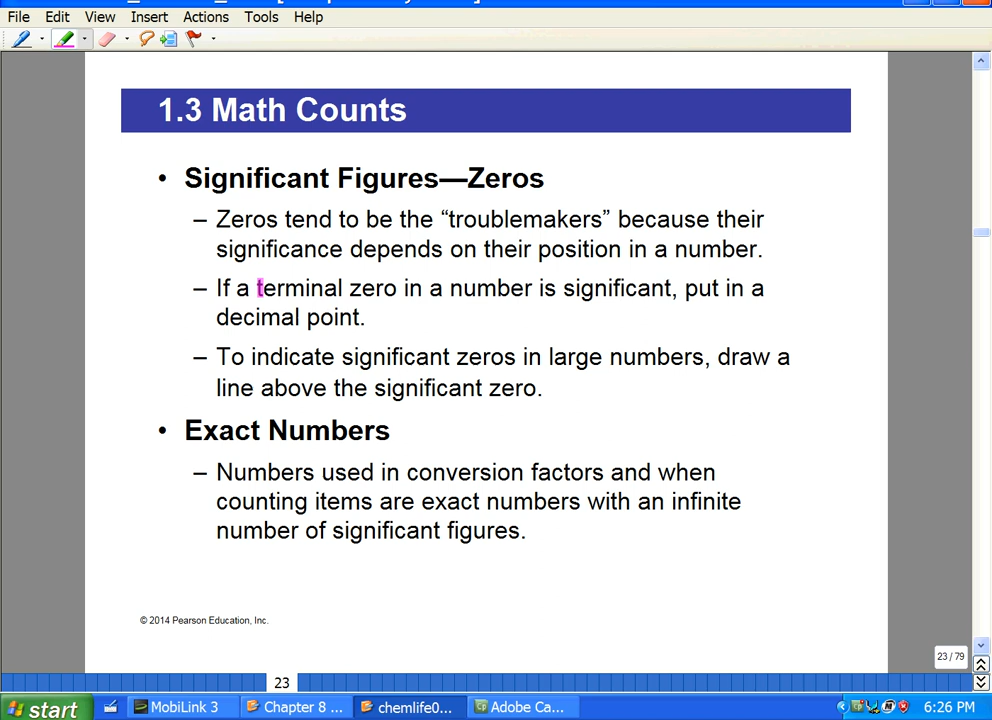 File Edit View Insert Actions Tools Help
1.3 Math Counts
• Significant Figures—Zeros
– Zeros tend to be the “troublemakers” because their
significance depends on their position in a number.
– If a terminal zero in a number is significant, put in a
decimal point.
– To indicate significant zeros in large numbers, draw a
line above the significant zero.
• Exact Numbers
– Numbers used in conversion factors and when
counting items are exact numbers with an infinite
number of significant figures.
© 2014 Pearson Education, Inc.
23 / 79
23
start MobiLink 3 Chapter 8 ... chemlife0... Adobe Ca... 6:26 PM